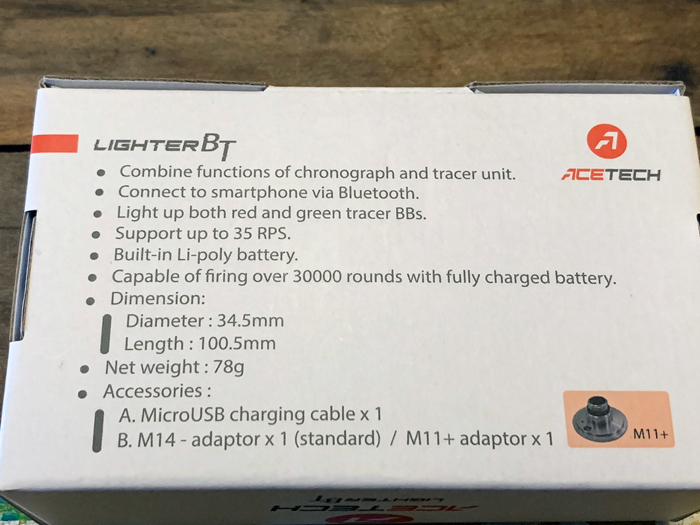 LIGHTER BT
ACETECH
Combine functions of chronograph and tracer unit.
Connect to smartphone via Bluetooth.
Light up both red and green tracer BBs.
Support up to 35 RPS.
Built-in Li-poly battery.
Capable of firing over 30000 rounds with fully charged battery.
Dimension:
Diameter : 34.5mm
Length : 100.5mm
Net weight : 78g
Accessories :
A. MicroUSB charging cable x 1
B. M14 - adaptor x 1 (standard) / M11+ adaptor x 1
M11+
LIGHTER BT
ACETECH